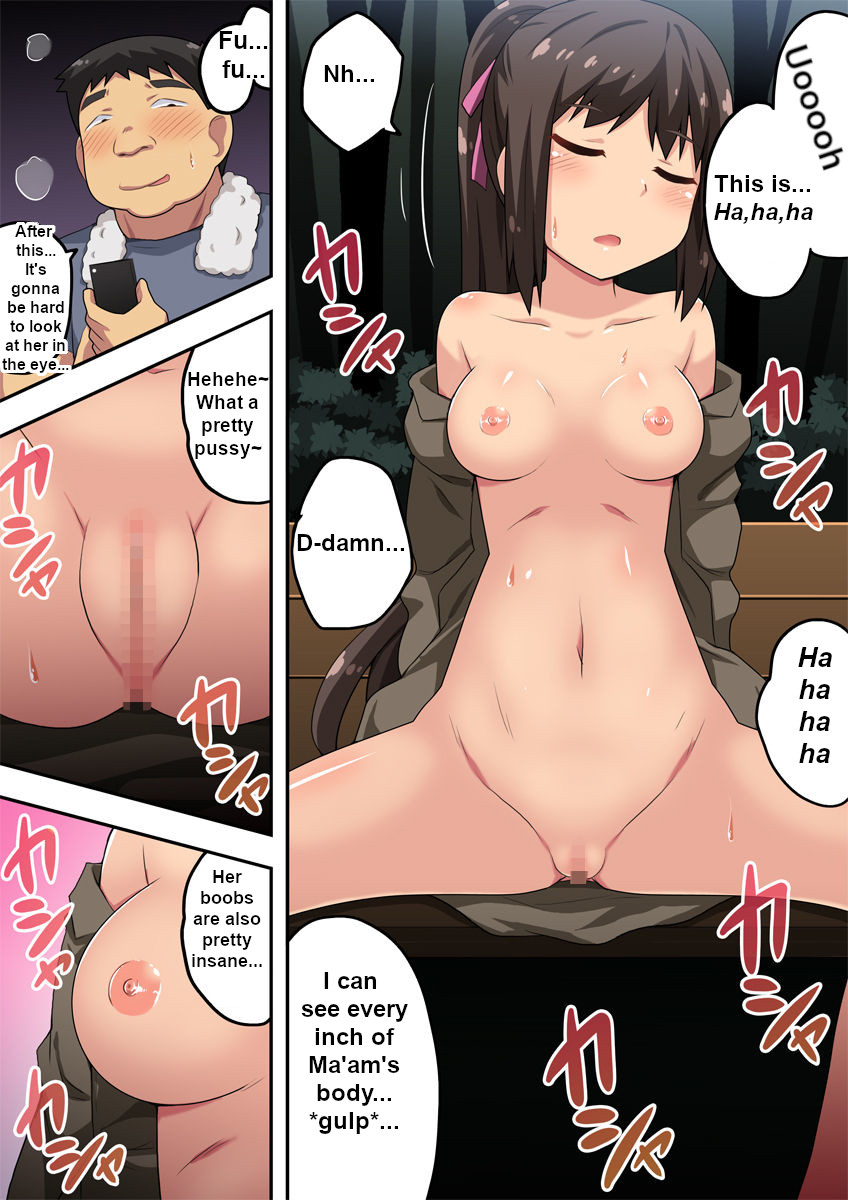 Uooooh
This is...
Ha,ha,ha
Nh...
カシャ
カシャ
D-damn...
Ha
ha
ha
ha
カシャ
カシャ
I can
see every
inch of
Ma'am's
body...
*gulp*...
Fu...
fu...
After
this...
It's
gonna
be hard
to look
at her in
the eye...
Hehehe~
What a
pretty
pussy~
カシャ
カシャ
Her
boobs
are also
pretty
insane...
カシャ
カシャ